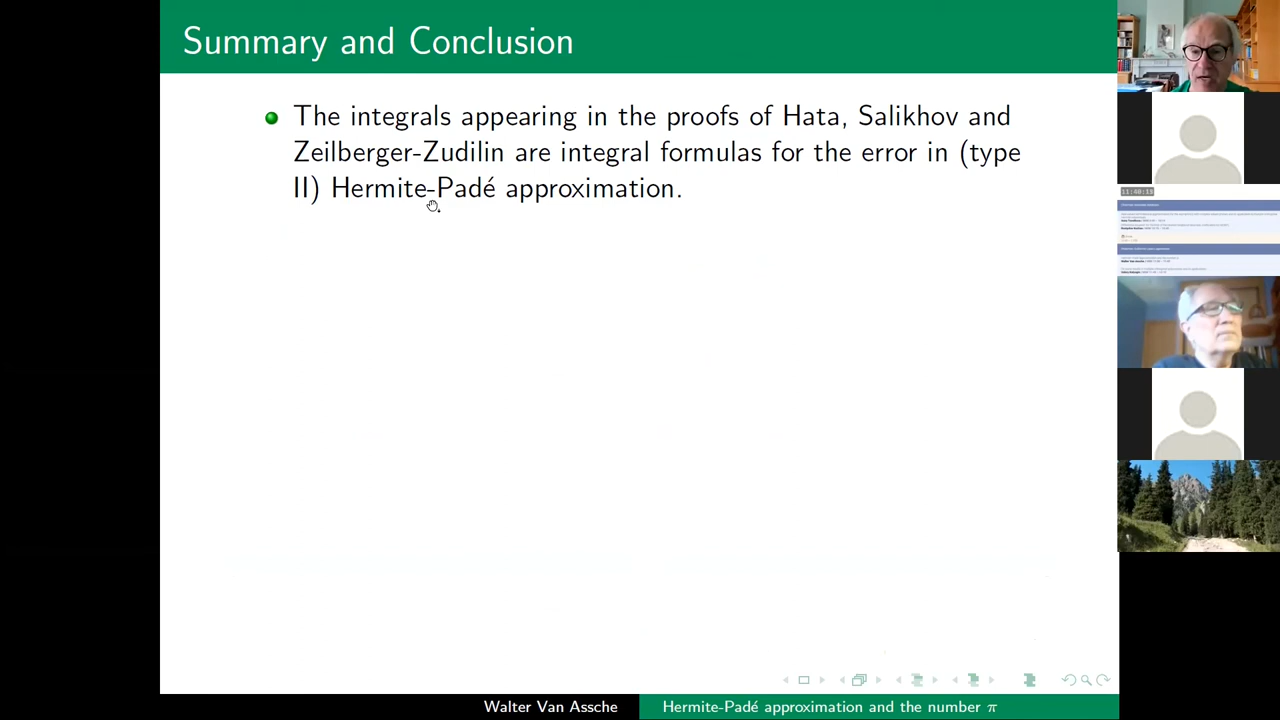 Summary and Conclusion
The integrals appearing in the proofs of Hata, Salikhov and
Zeilberger-Zudilin are integral formulas for the error in (type
II) Hermite-Padé approximation.
Walter Van Assche
Hermite-Padé approximation and the number π